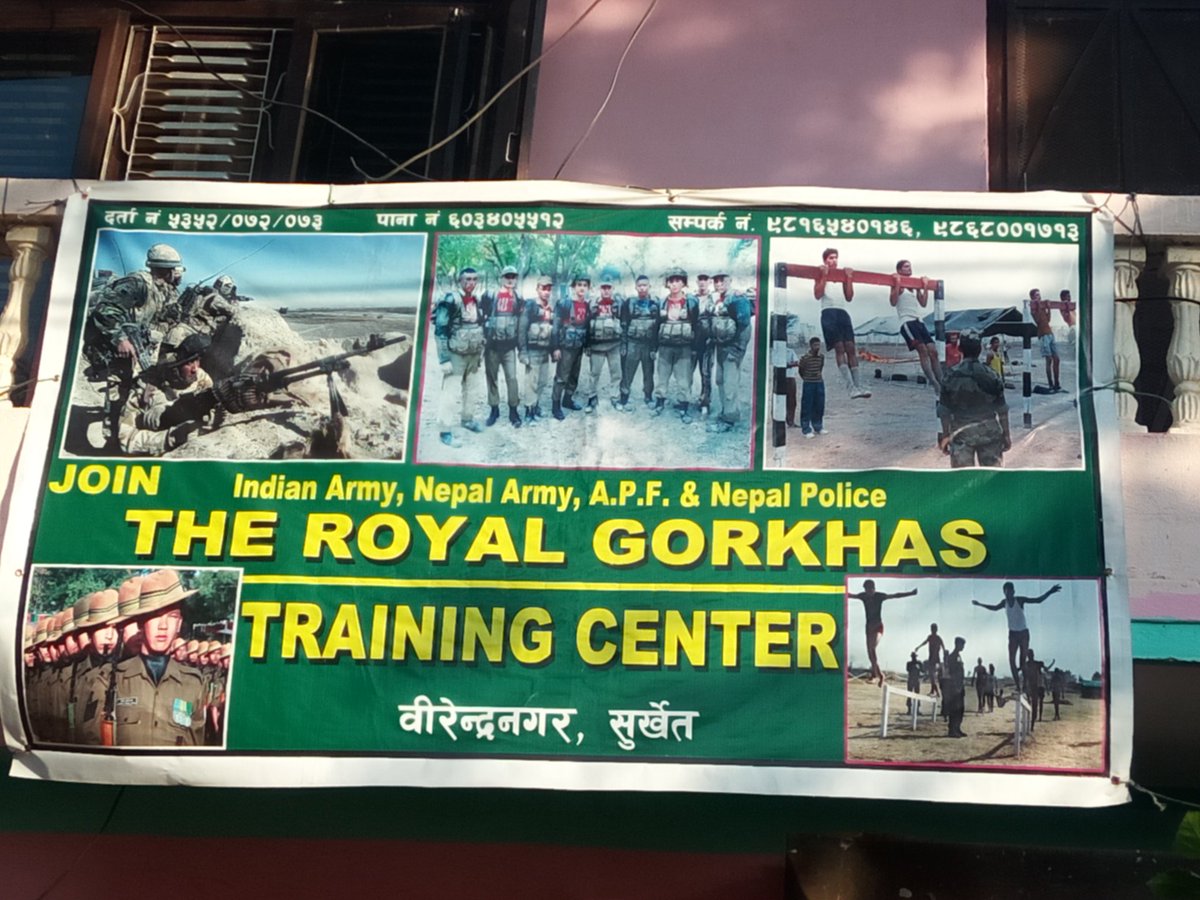 दर्ता नं ५३५२/०७२/०७३ पाना नं ६०३४०५५१२ सम्पर्क नं. ९८१६५४०१४६, ९८६८००१७१३
JOIN Indian Army, Nepal Army, A.P.F. & Nepal Police
THE ROYAL GORKHAS
TRAINING CENTER
वीरेन्द्रनगर, सुर्खेत